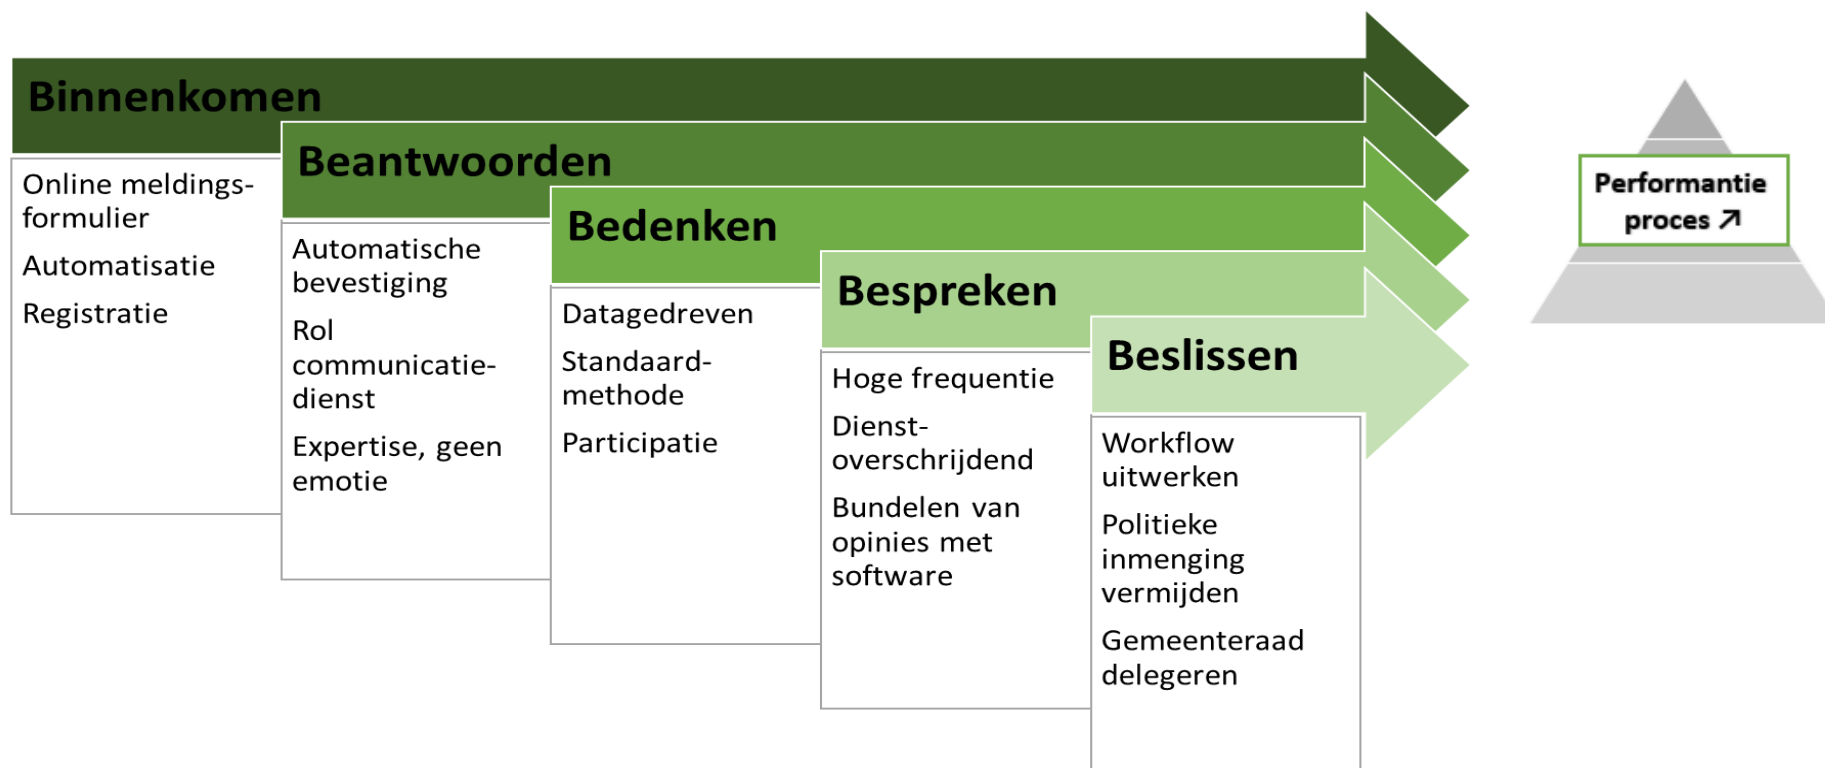 Binnenkomen
Online meldings-
formulier
Automatisatie
Registratie
Beantwoorden
Automatische
bevestiging
Rol
communicatie-
dienst
Expertise, geen
emotie
Bedenken
Datagedreven
Standaard-
methode
Participatie
Bespreken
Hoge frequentie
Dienst-
overschrijdend
Bundelen van
opinies met
software
Beslissen
Workflow
uitwerken
Politieke
inmenging
vermijden
Gemeenteraad
delegeren
Performantie
proces ↗